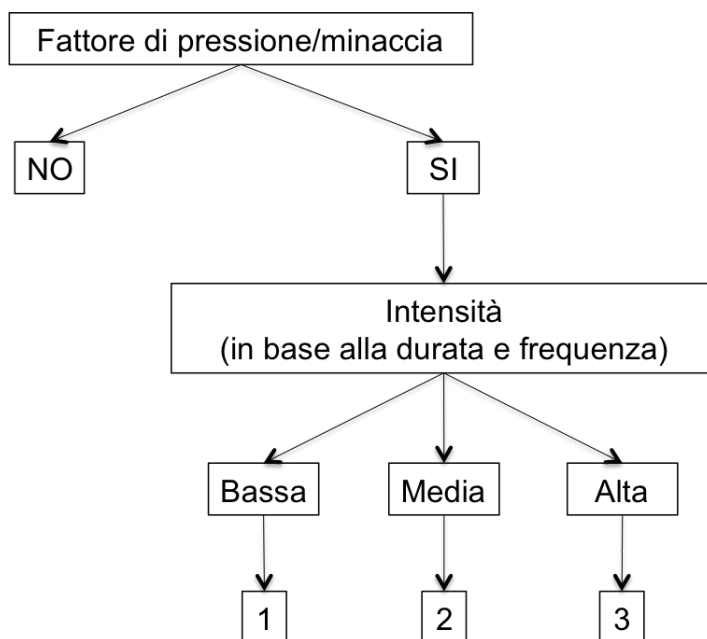 Fattore di pressione/minaccia
NO
SI
Intensità
(in base alla durata e frequenza)
Bassa
Media
Alta
1
2
3